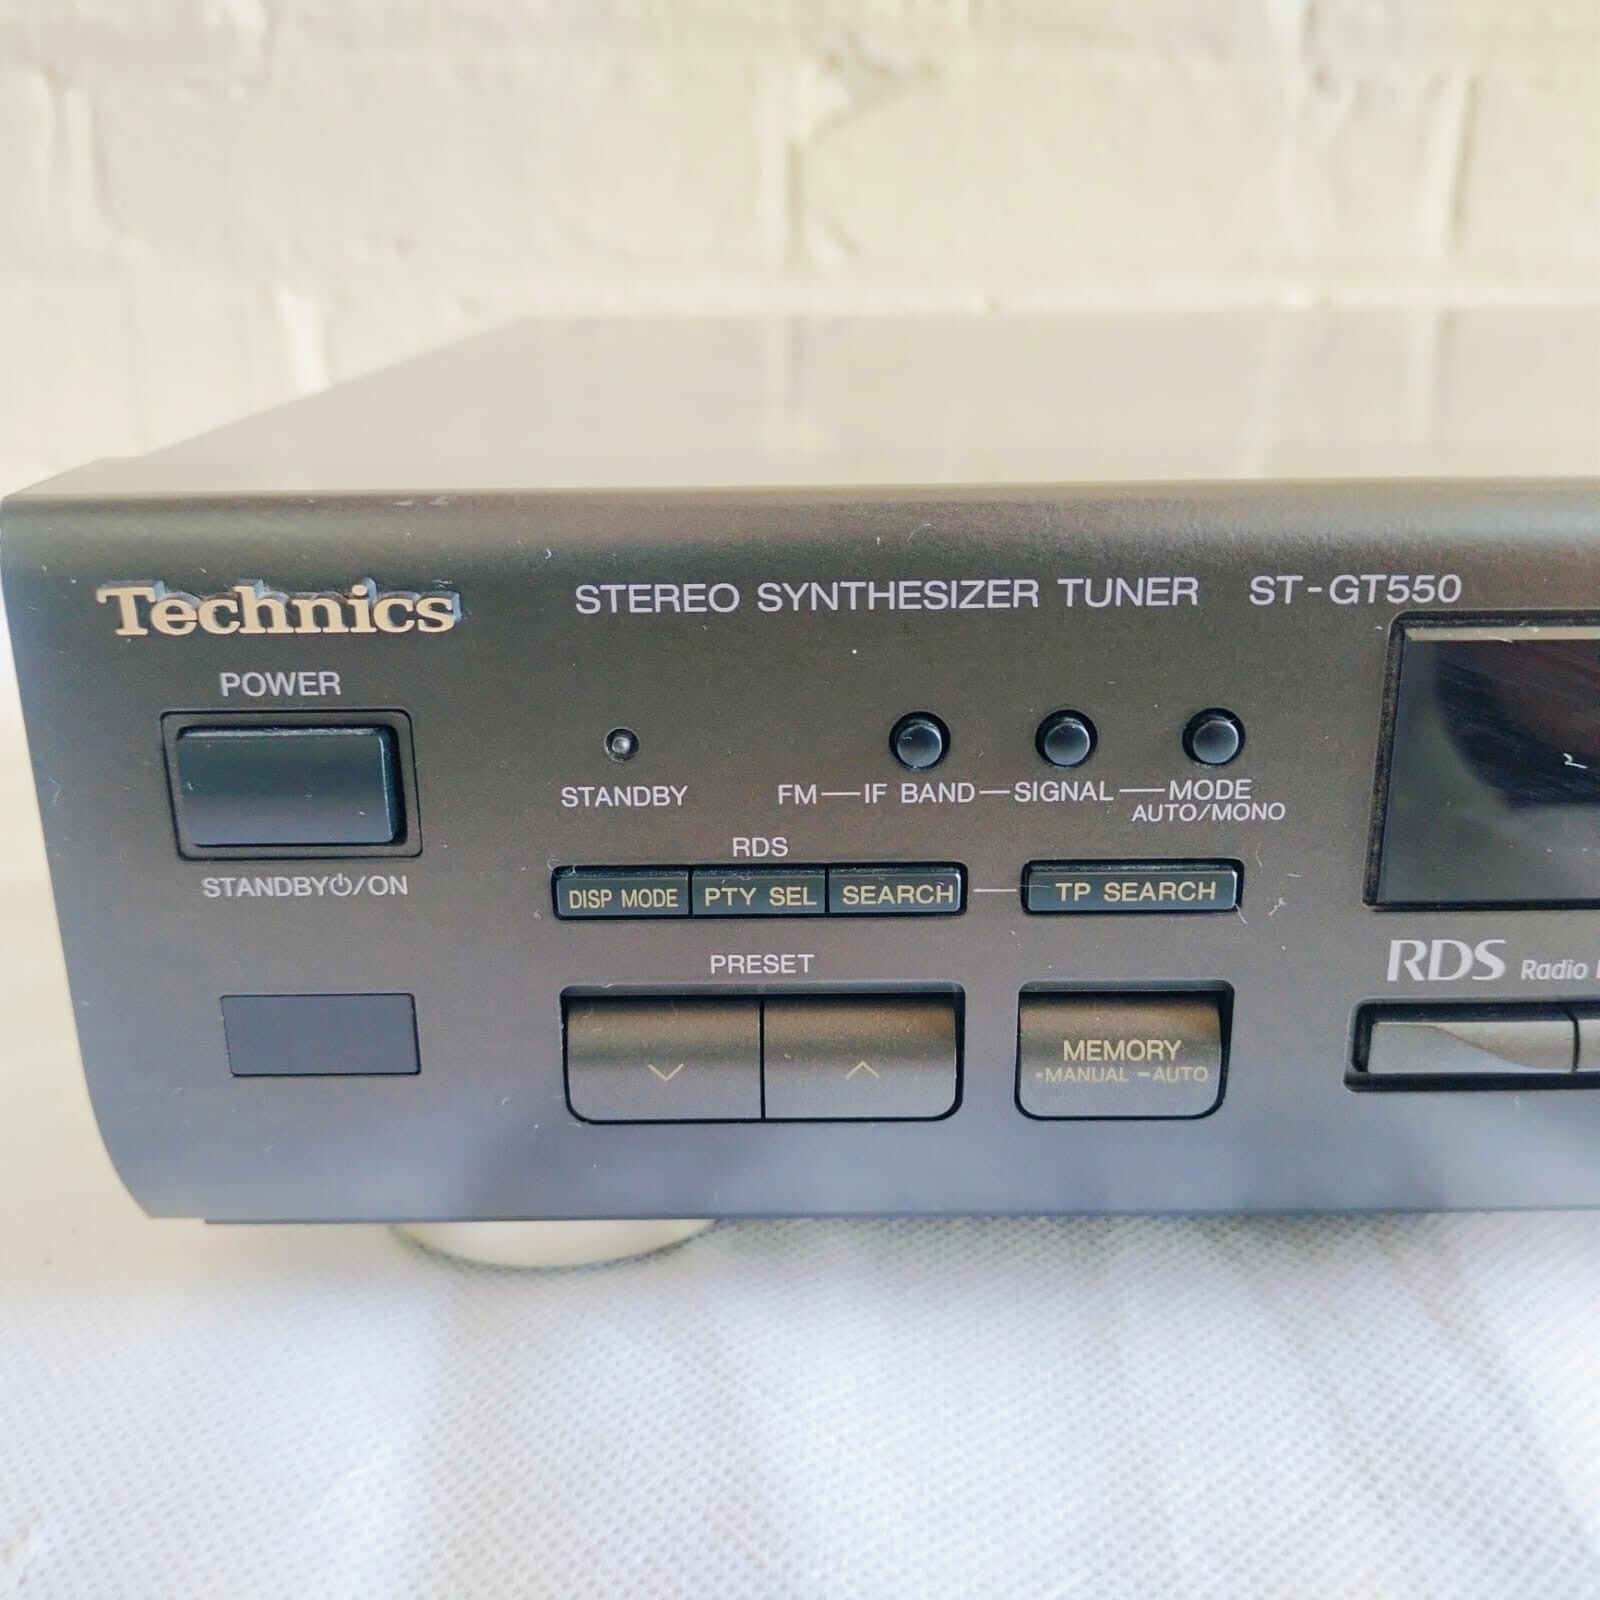 Technics
STEREO SYNTHESIZER TUNER ST-GT550
POWER
STANDBY⏻/ON
STANDBY
FM—IF BAND—SIGNAL—MODE
AUTO/MONO
RDS
DISP MODE PTY SEL SEARCH — TP SEARCH
PRESET
MEMORY
-MANUAL -AUTO
RDS Radio